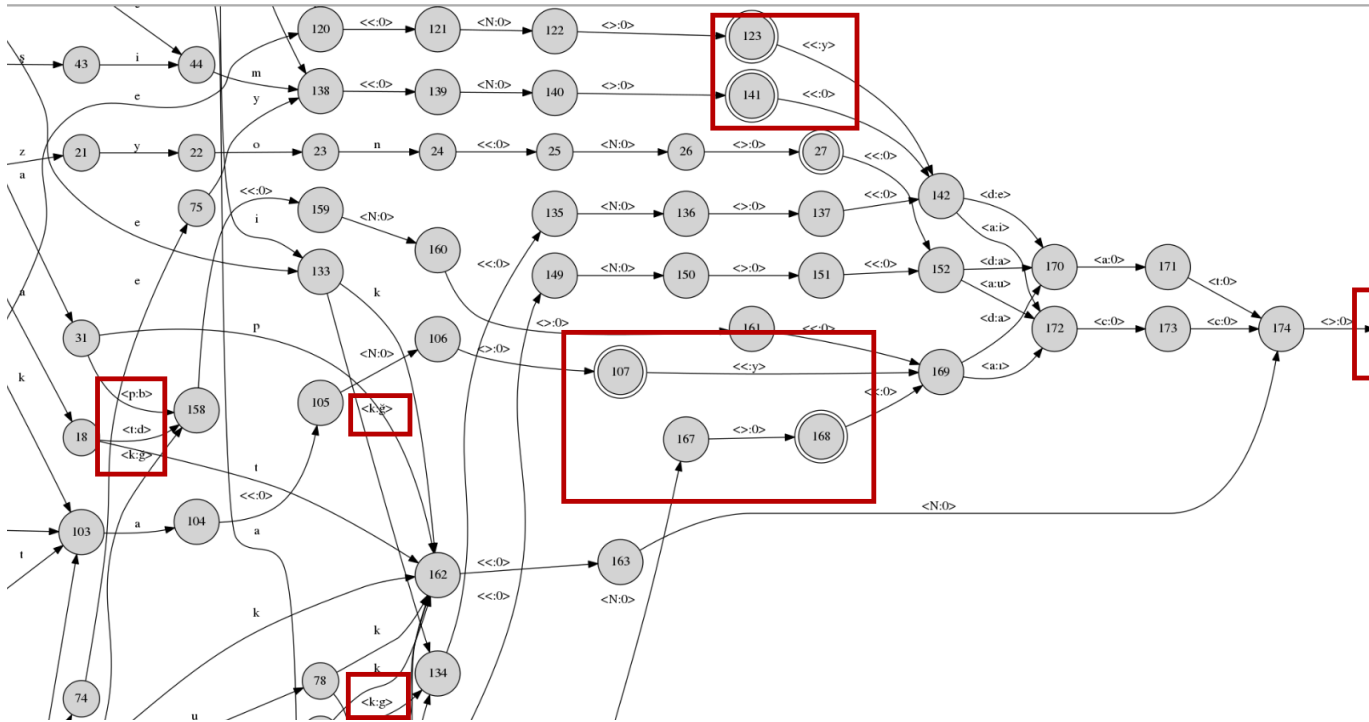 120 <<:0> 121 <N:0> 122 <>:0> 123 <<:y>
s 43 i 44 m 138 <<:0> 139 <N:0> 140 <>:0> 141 <<:0>
e y
z 21 y 22 o 23 n 24 <<:0> 25 <N:0> 26 <>:0> 27 <<:0>
a
75 <<:0> 159 <N:0> 135 <N:0> 136 <>:0> 137 <<:0> 142 <d:e>
e i 160 <a:i>
133 <<:0> 149 <N:0> 150 <>:0> 151 <<:0> 152 <d:a> 170 <a:0> 171
e k <a:u> <t:0>
a
31 p <N:0> 106 <>:0> 161 <<:0> <d:a> 172 <c:0> 173 <c:0> 174 <>:0>
<>:0> 107 <<:y> 169 <a:ı>
k <p:b> 158 105 <k:ğ> <<:0>
18 <t:d> 167 <>:0> 168
<k:g> t
<<:0>
103 a 104 a <N:0>
t
162 <<:0> 163
k <<:0> <N:0>
k
78 k 134
74 <k:g>
u